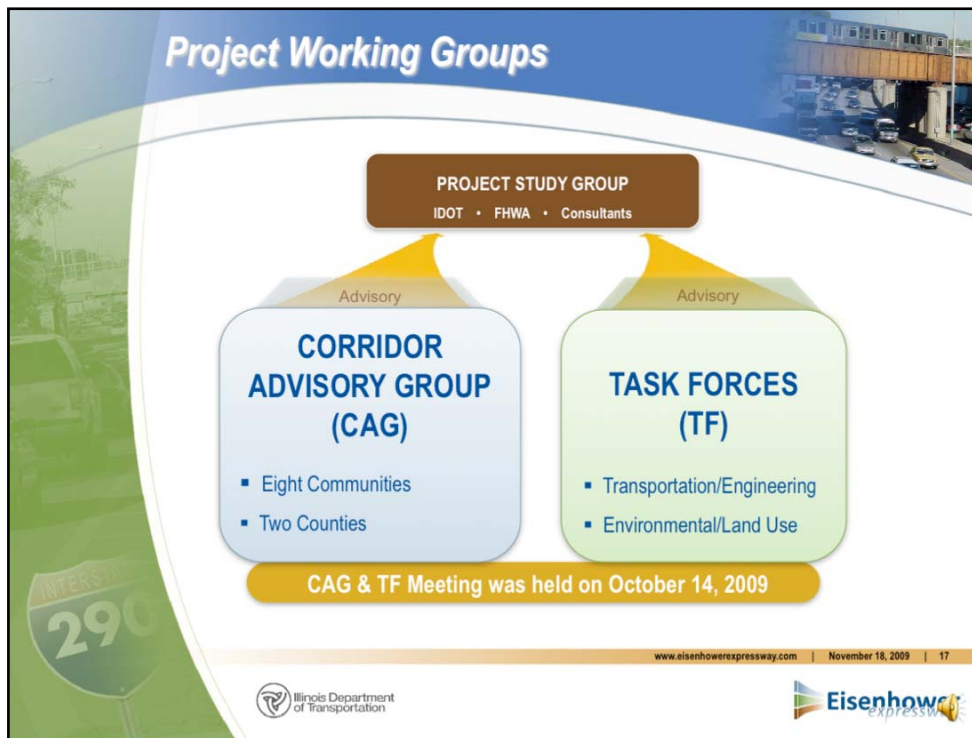 Project Working Groups
PROJECT STUDY GROUP
IDOT • FHWA • Consultants
Advisory
CORRIDOR
ADVISORY GROUP
(CAG)
▪ Eight Communities
▪ Two Counties
Advisory
TASK FORCES
(TF)
▪ Transportation/Engineering
▪ Environmental/Land Use
CAG & TF Meeting was held on October 14, 2009
INTERSTATE
290
www.eisenhowerexpressway.com | November 18, 2009 | 17
Illinois Department
of Transportation
Eisenhower